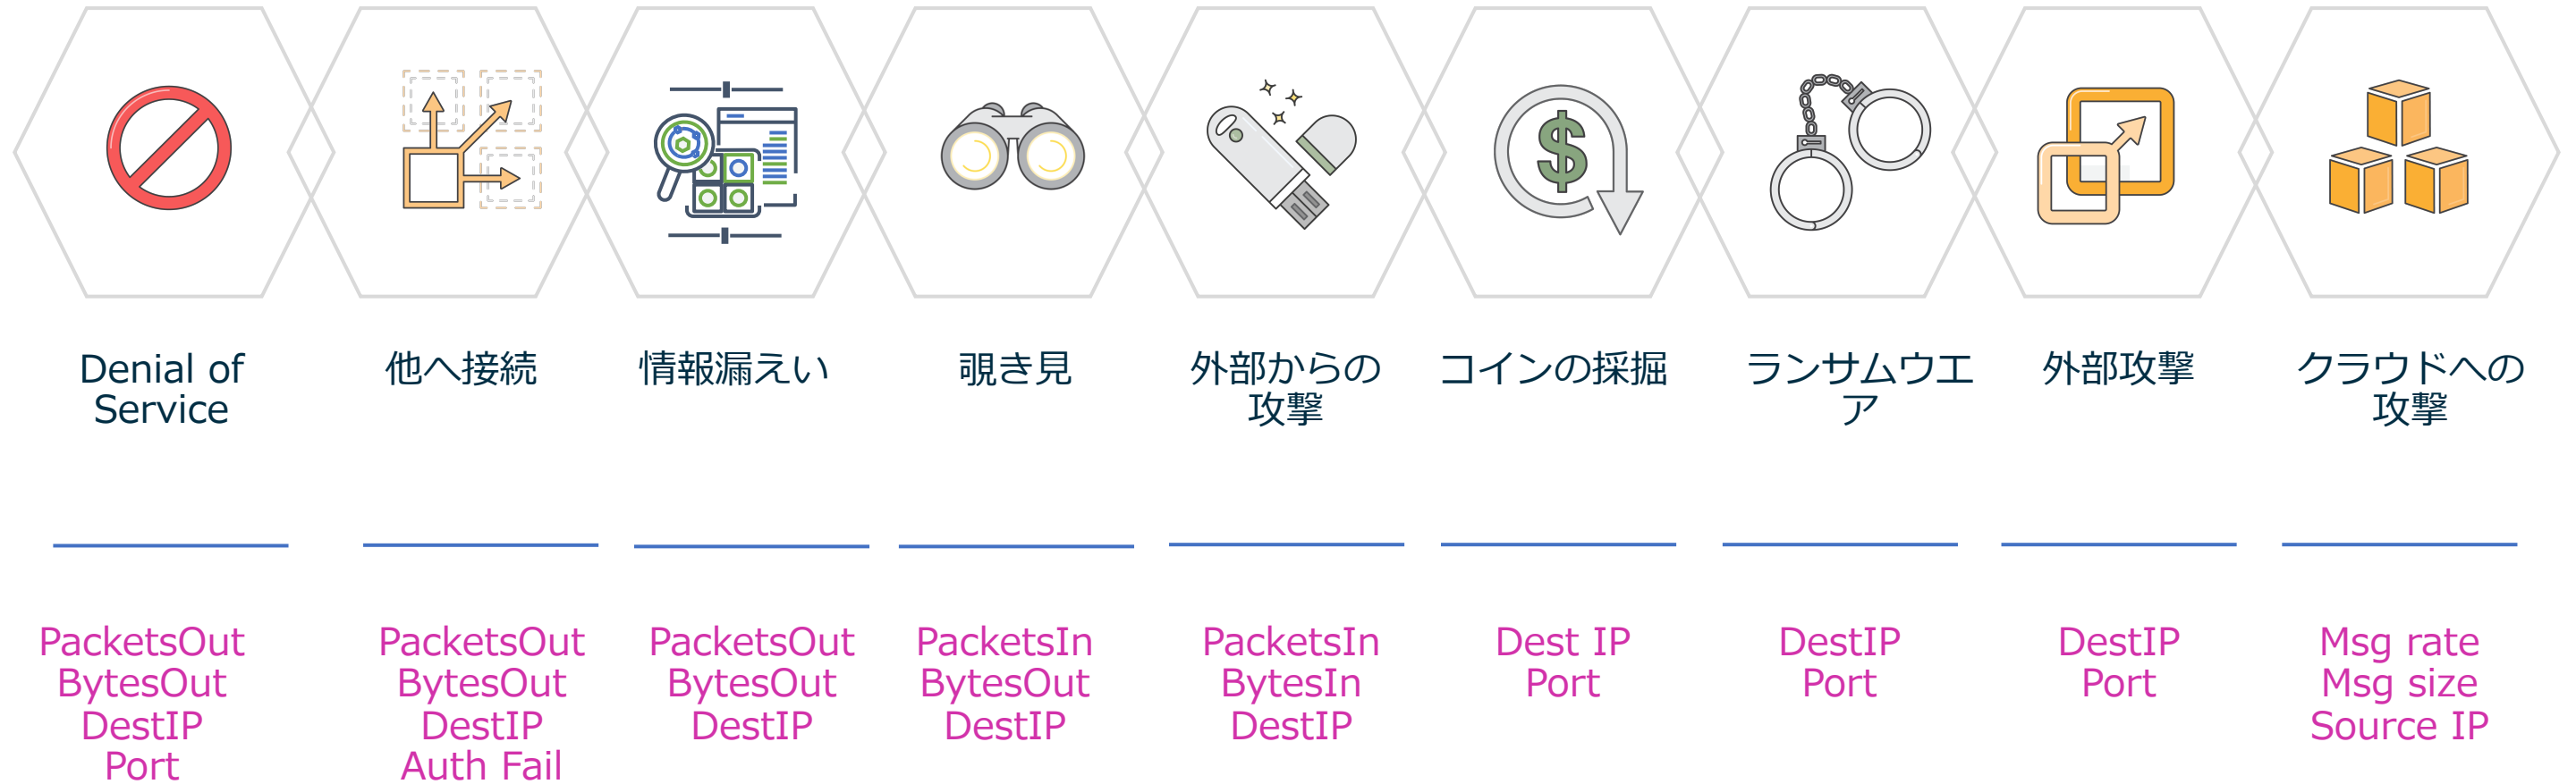 Denial of
Service
他へ接続
情報漏えい
覗き見
外部からの
攻撃
コインの採掘
ランサムウエ
ア
外部攻撃
クラウドへの
攻撃
PacketsOut
BytesOut
DestIP
Port
PacketsOut
BytesOut
DestIP
Auth Fail
PacketsOut
BytesOut
DestIP
PacketsIn
BytesOut
DestIP
PacketsIn
BytesIn
DestIP
Dest IP
Port
DestIP
Port
DestIP
Port
Msg rate
Msg size
Source IP